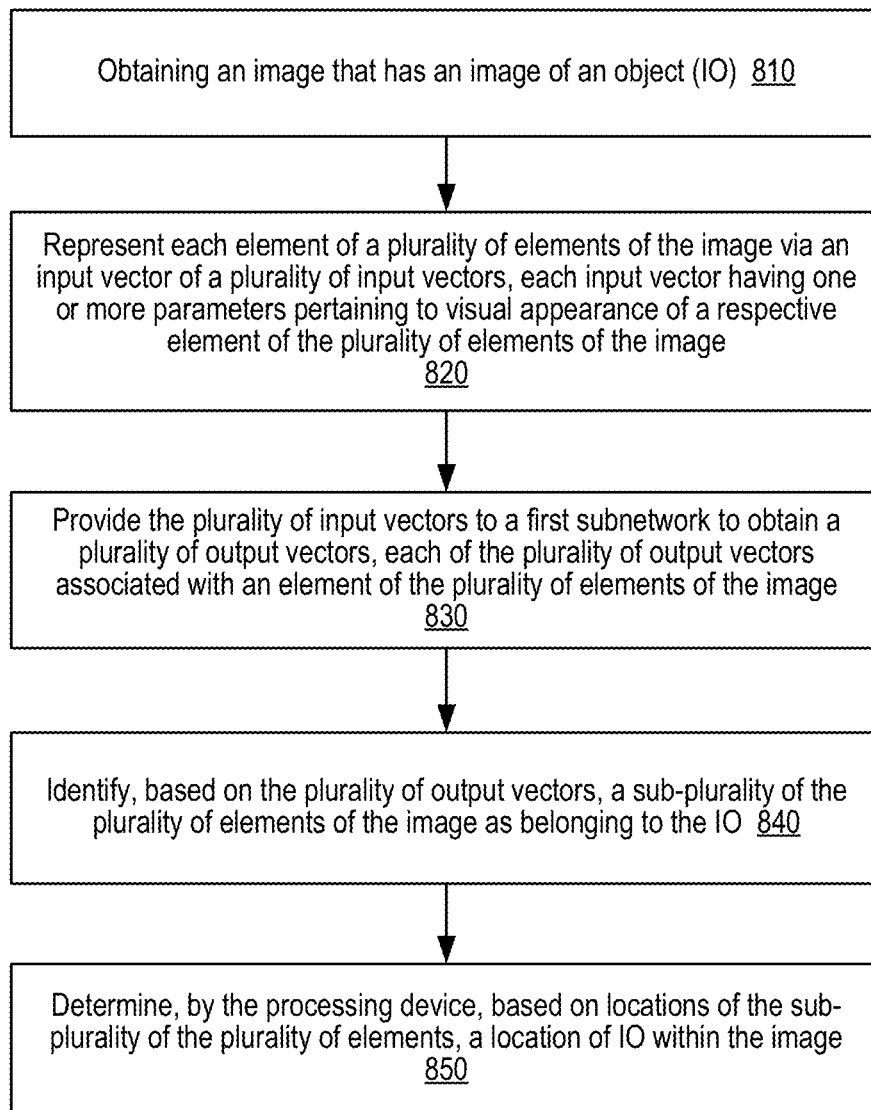 Obtaining an image that has an image of an object (IO) 810
Represent each element of a plurality of elements of the image via an
input vector of a plurality of input vectors, each input vector having one
or more parameters pertaining to visual appearance of a respective
element of the plurality of elements of the image
820
Provide the plurality of input vectors to a first subnetwork to obtain a
plurality of output vectors, each of the plurality of output vectors
associated with an element of the plurality of elements of the image
830
Identify, based on the plurality of output vectors, a sub-plurality of the
plurality of elements of the image as belonging to the IO 840
Determine, by the processing device, based on locations of the sub-
plurality of the plurality of elements, a location of IO within the image
850